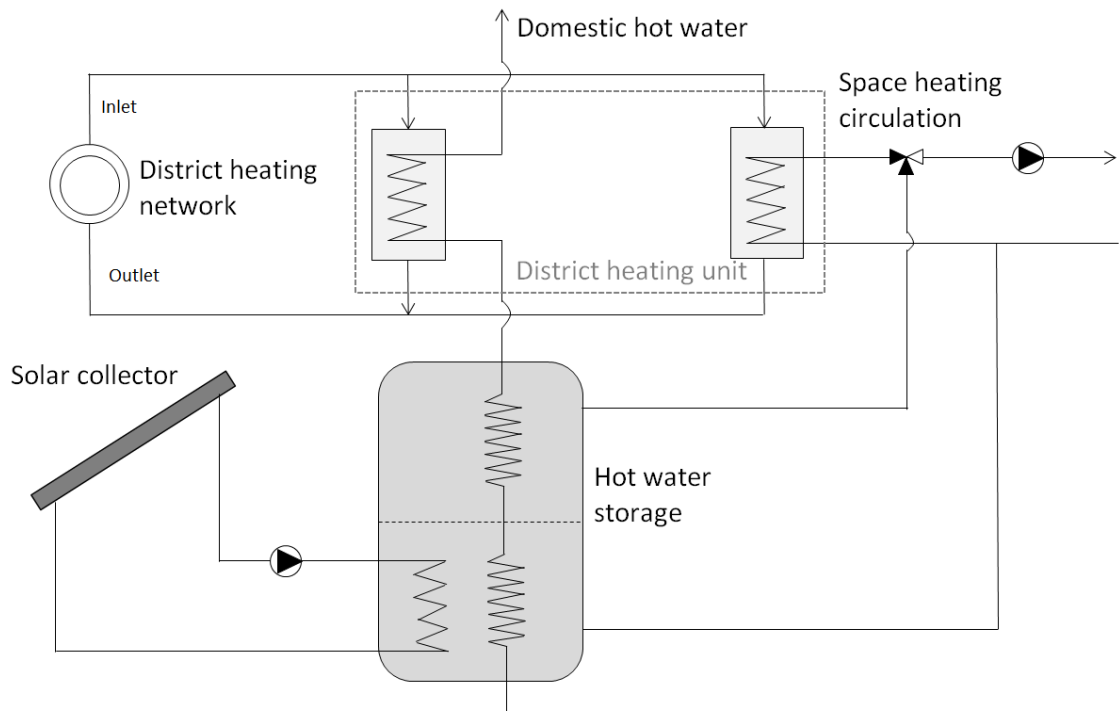 Domestic hot water
Inlet
Space heating
circulation
District heating
network
Outlet
District heating unit
Solar collector
Hot water
storage